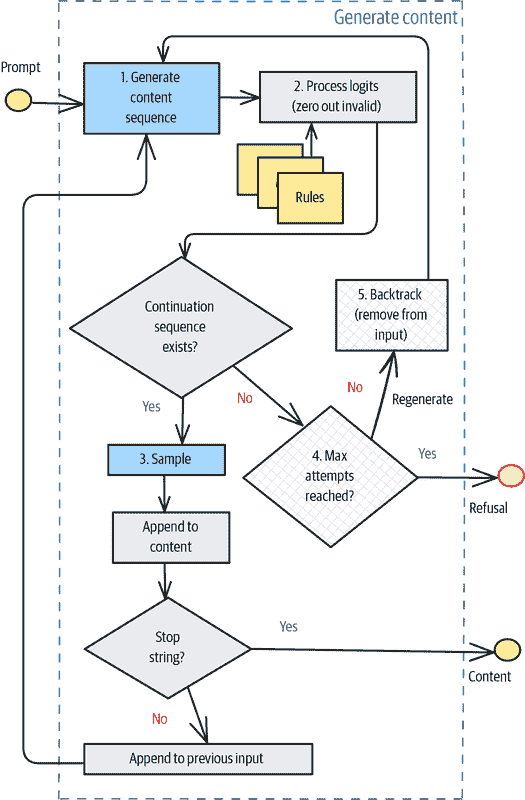 Generate content
Prompt
1. Generate
content
sequence
2. Process logits
(zero out invalid)
Rules
Continuation
sequence
exists?
5. Backtrack
(remove from
input)
No
Regenerate
Yes
No
3. Sample
4. Max
attempts
reached?
Yes
Refusal
Append to
content
Stop
string?
Yes
Content
No
Append to previous input